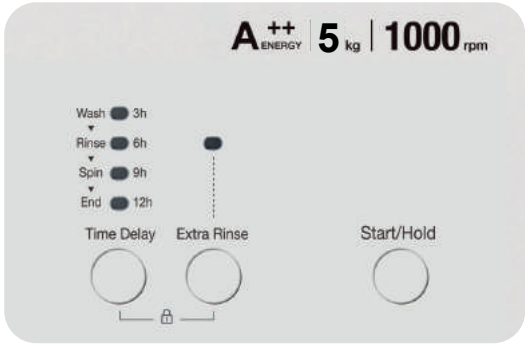 A++ ENERGY 5 kg 1000 rpm
Wash 3h
Rinse 6h
Spin 9h
End 12h
Time Delay Extra Rinse Start/Hold